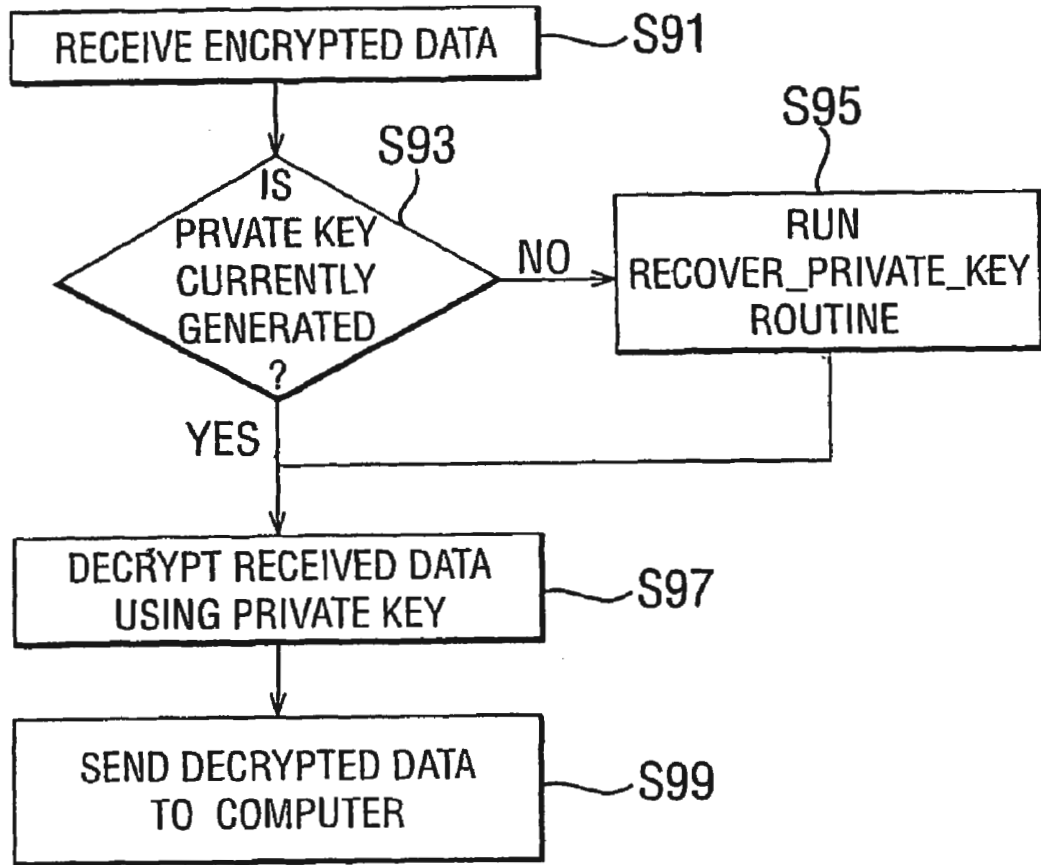 RECEIVE ENCRYPTED DATA
S91
S93
IS
PRVATE KEY
CURRENTLY
GENERATED
?
NO
S95
RUN
RECOVER_PRIVATE_KEY
ROUTINE
YES
DECRYPT RECEIVED DATA
USING PRIVATE KEY
S97
SEND DECRYPTED DATA
TO COMPUTER
S99